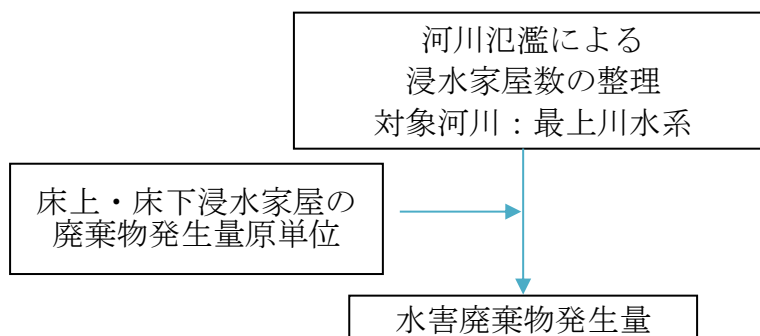 河川氾濫による
浸水家屋数の整理
対象河川：最上川水系
床上・床下浸水家屋の
廃棄物発生量原単位
水害廃棄物発生量